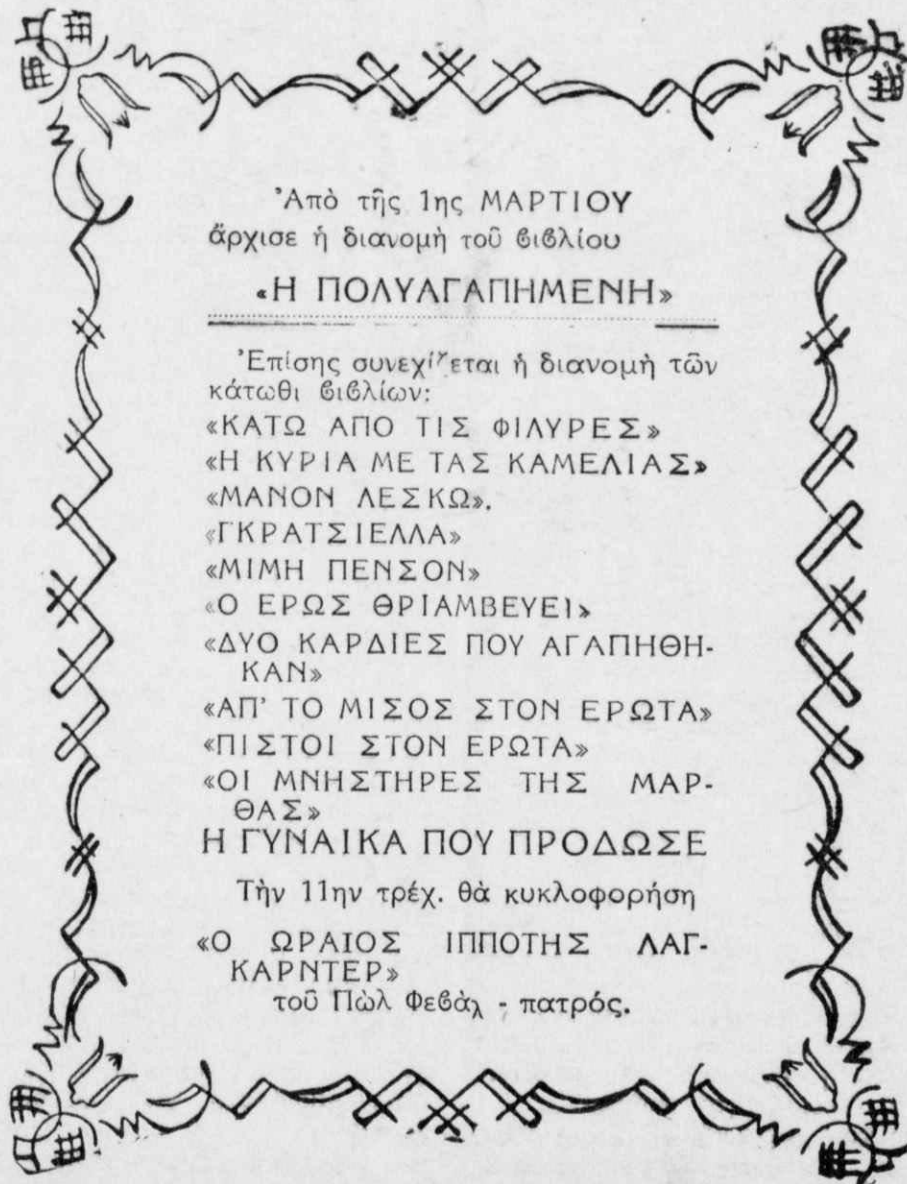 Ἀπὸ τῆς 1ης ΜΑΡΤΙΟΥ
ἄρχισε ἡ διανομὴ τοῦ ϐιϐλίου
«Η ΠΟΛΥΑΓΑΠΗΜΕΝΗ»
Ἐπίσης συνεχίζεται ἡ διανομὴ τῶν
κάτωθι ϐιϐλίων:
«ΚΑΤΩ ΑΠΟ ΤΙΣ ΦΙΛΥΡΕΣ»
«Η ΚΥΡΙΑ ΜΕ ΤΑΣ ΚΑΜΕΛΙΑΣ»
«ΜΑΝΟΝ ΛΕΣΚΩ».
«ΓΚΡΑΤΣΙΕΛΛΑ»
«ΜΙΜΗ ΠΕΝΣΟΝ»
«Ο ΕΡΩΣ ΘΡΙΑΜΒΕΥΕΙ»
«ΔΥΟ ΚΑΡΔΙΕΣ ΠΟΥ ΑΓΑΠΗΘΗ-
ΚΑΝ»
«ΑΠ' ΤΟ ΜΙΣΟΣ ΣΤΟΝ ΕΡΩΤΑ»
«ΠΙΣΤΟΙ ΣΤΟΝ ΕΡΩΤΑ»
«ΟΙ ΜΝΗΣΤΗΡΕΣ ΤΗΣ ΜΑΡ-
ΘΑΣ»
Η ΓΥΝΑΙΚΑ ΠΟΥ ΠΡΟΔΩΣΕ
Τὴν 11ην τρέχ. θὰ κυκλοφορήση
«Ο ΩΡΑΙΟΣ ΙΠΠΟΤΗΣ ΛΑΓ-
ΚΑΡΝΤΕΡ»
τοῦ Πὼλ Φεϐὰλ - πατρός.